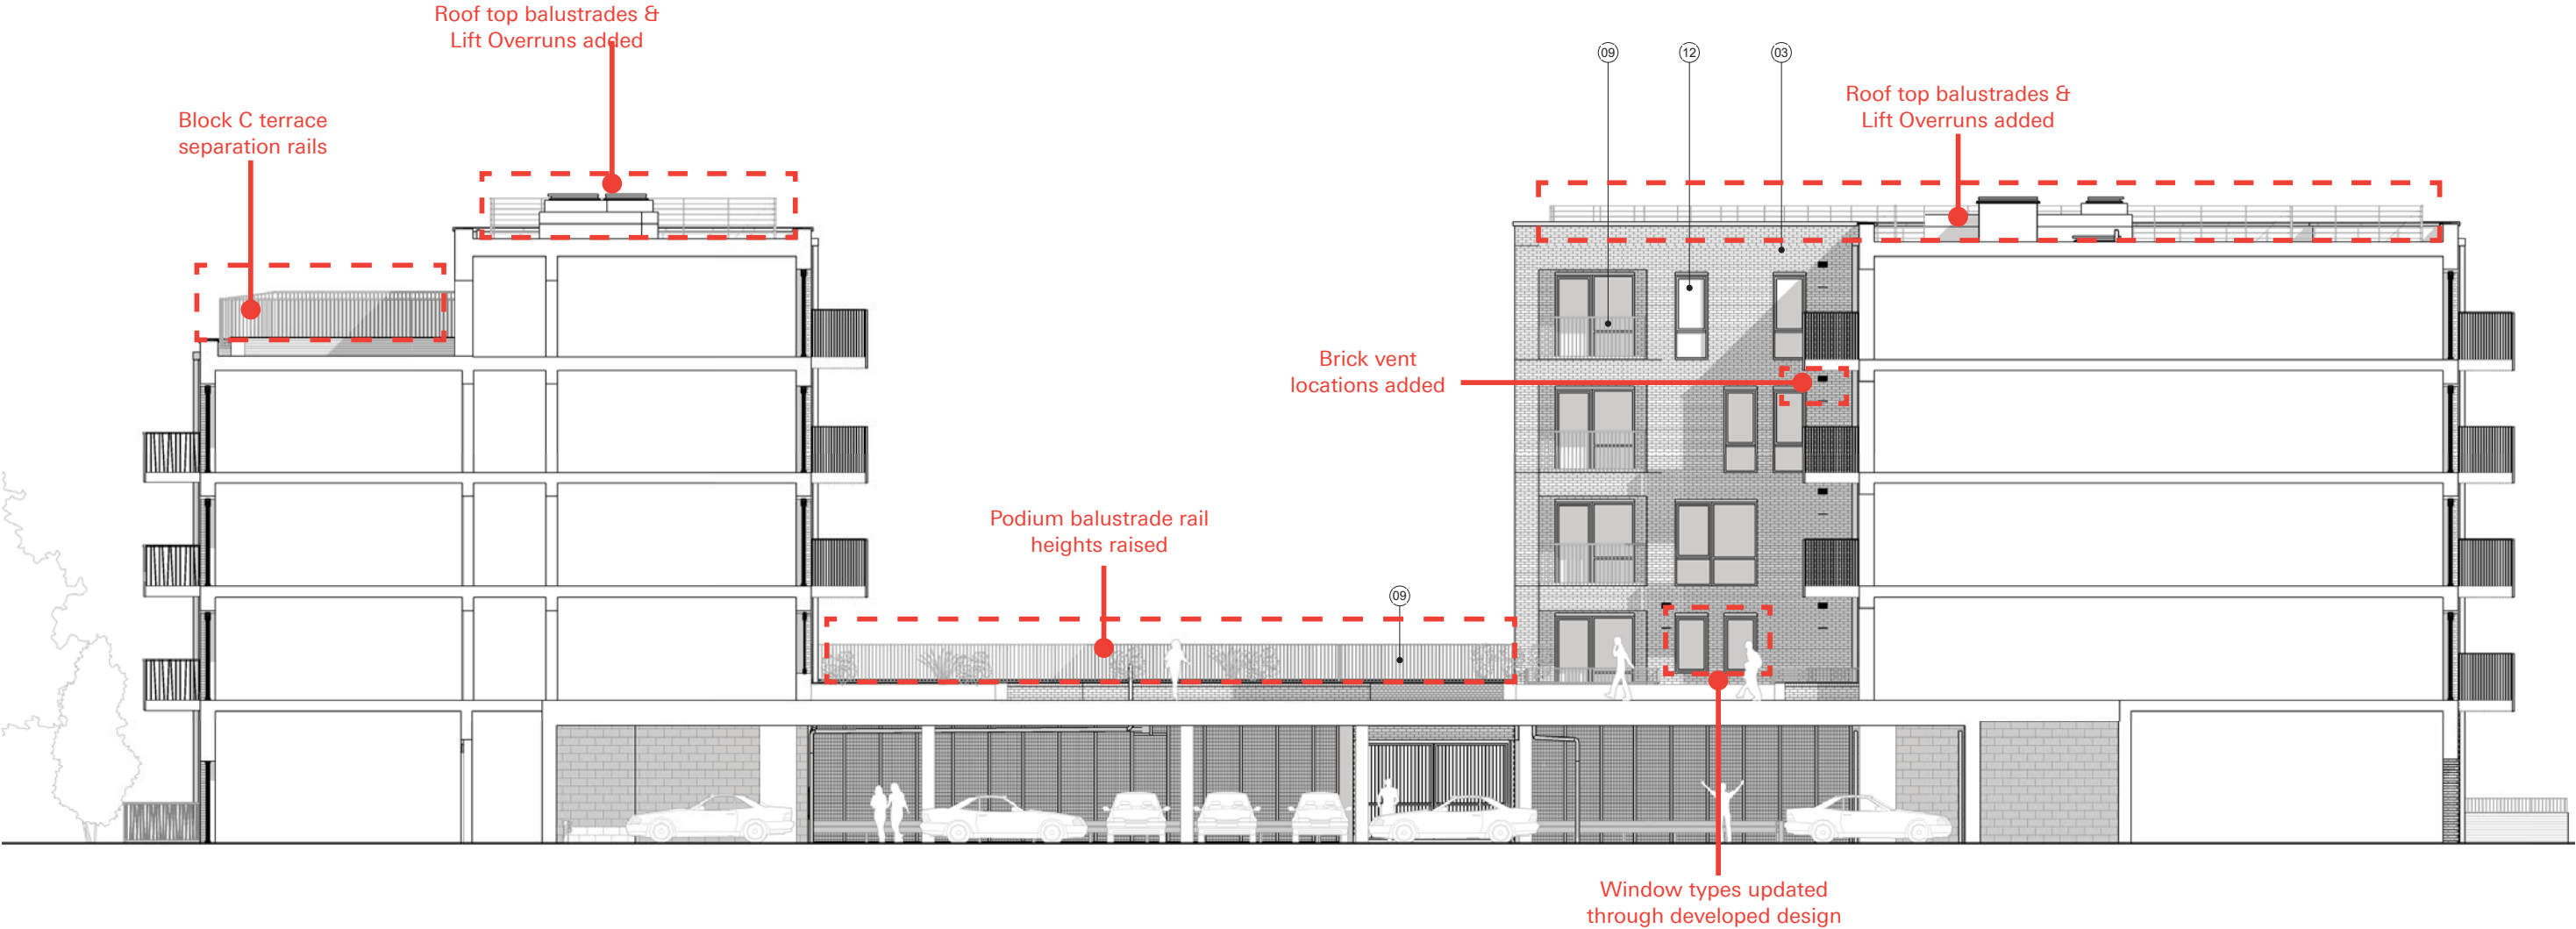 Roof top balustrades &
Lift Overruns added
09
12
03
Roof top balustrades &
Lift Overruns added
Block C terrace
separation rails
Brick vent
locations added
Podium balustrade rail
heights raised
09
Window types updated
through developed design